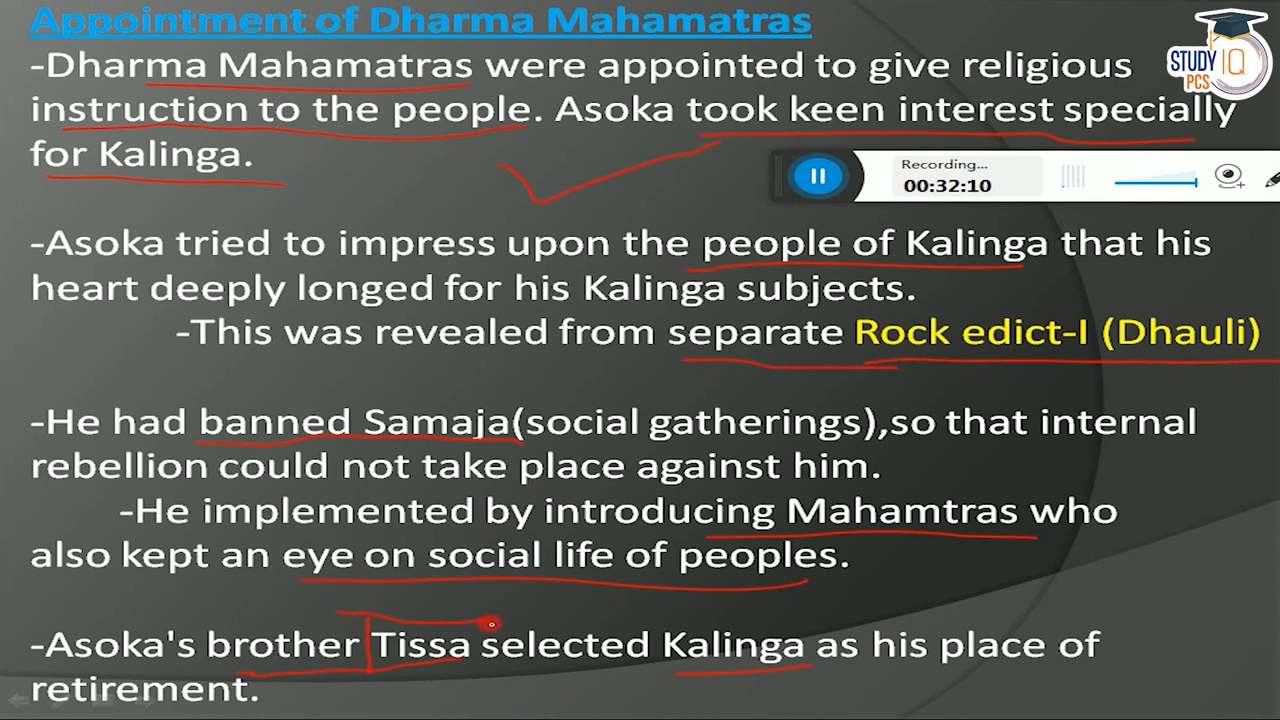 Appointment of Dharma Mahamatras
-Dharma Mahamatras were appointed to give religious
instruction to the people. Asoka took keen interest specially
for Kalinga.
STUDY IQ
PCS
Recording...
00:32:10
-Asoka tried to impress upon the people of Kalinga that his
heart deeply longed for his Kalinga subjects.
-This was revealed from separate Rock edict-I (Dhauli)
-He had banned Samaja(social gatherings),so that internal
rebellion could not take place against him.
-He implemented by introducing Mahamtras who
also kept an eye on social life of peoples.
-Asoka's brother Tissa selected Kalinga as his place of
retirement.